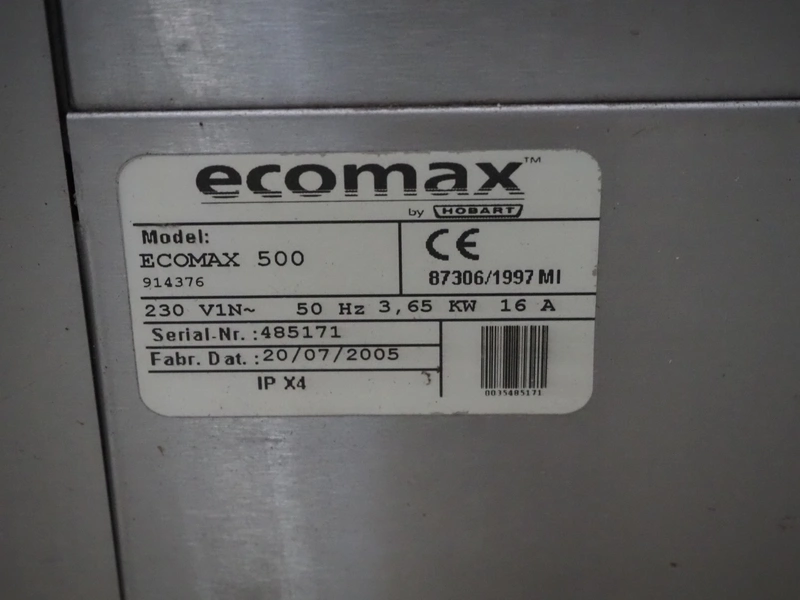 ecomax™
by HOBART
Model:
ECOMAX 500
914376
CE
87306/1997 MI
230 V1N~ 50 Hz 3,65 KW 16 A
Serial-Nr. :485171
Fabr. Dat. :20/07/2005
IP X4
0035485171